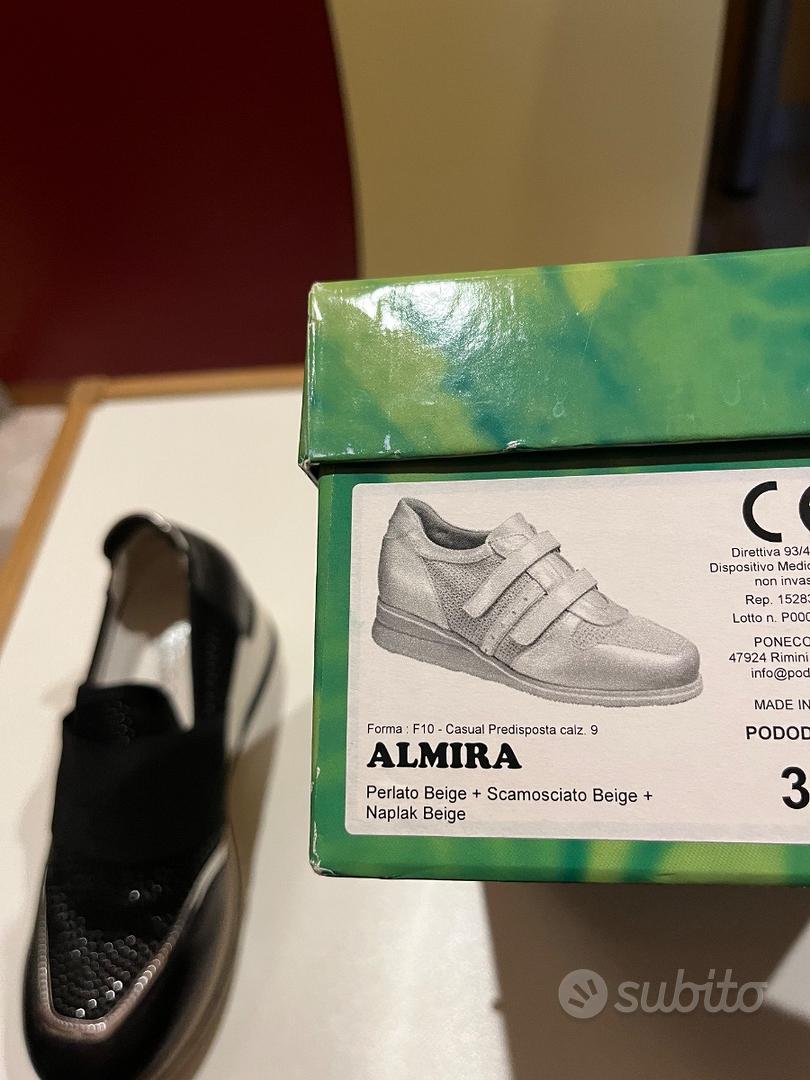 CE
Direttiva 93/4
Dispositivo Medic
non invas
Rep. 15283
Lotto n. P000
PONECO
47924 Rimini
info@pod
MADE IN
PODOD
3
Forma : F10 - Casual Predisposta calz. 9
ALMIRA
Perlato Beige + Scamosciato Beige +
Naplak Beige
subito